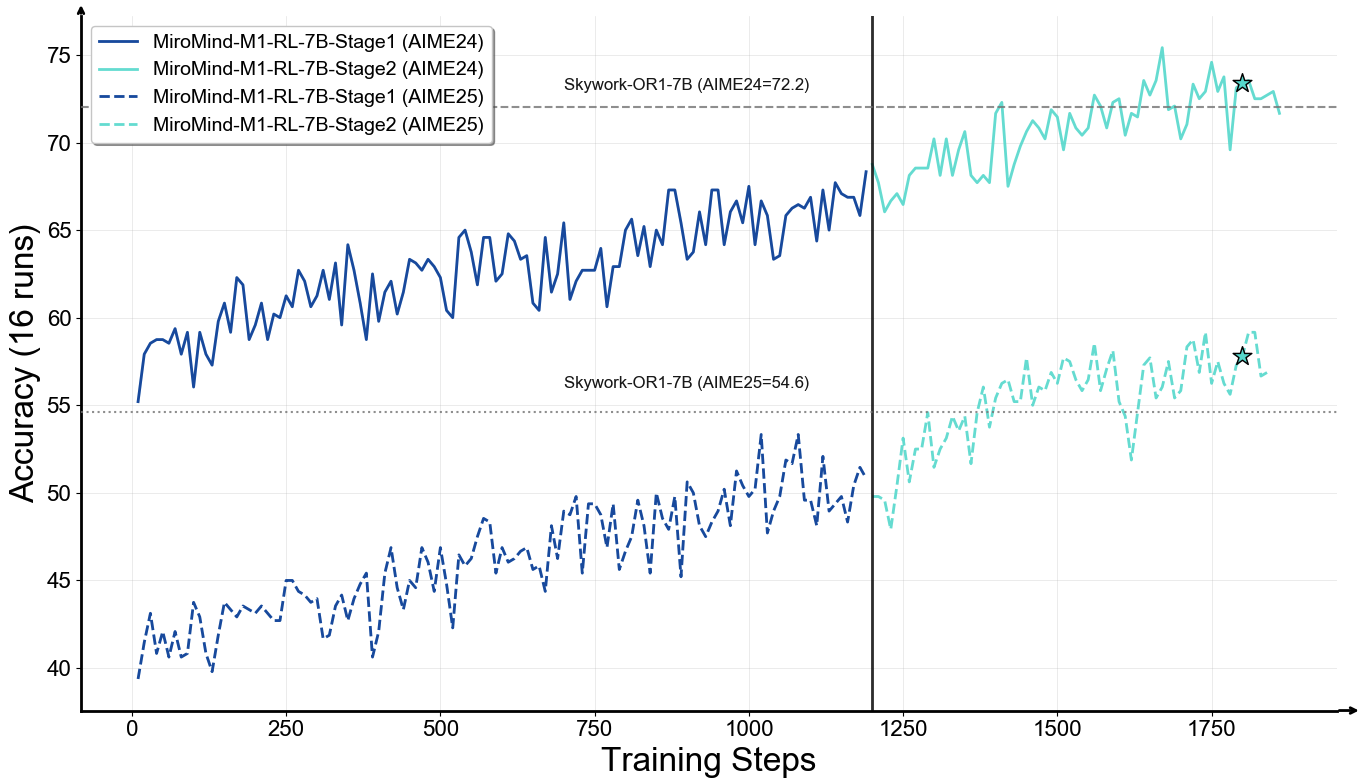 MiroMind-M1-RL-7B-Stage1 (AIME24)
MiroMind-M1-RL-7B-Stage2 (AIME24)
MiroMind-M1-RL-7B-Stage1 (AIME25)
MiroMind-M1-RL-7B-Stage2 (AIME25)
Skywork-OR1-7B (AIME24=72.2)
Skywork-OR1-7B (AIME25=54.6)
Accuracy (16 runs)
75
70
65
60
55
50
45
40
0 250 500 750 1000 1250 1500 1750
Training Steps